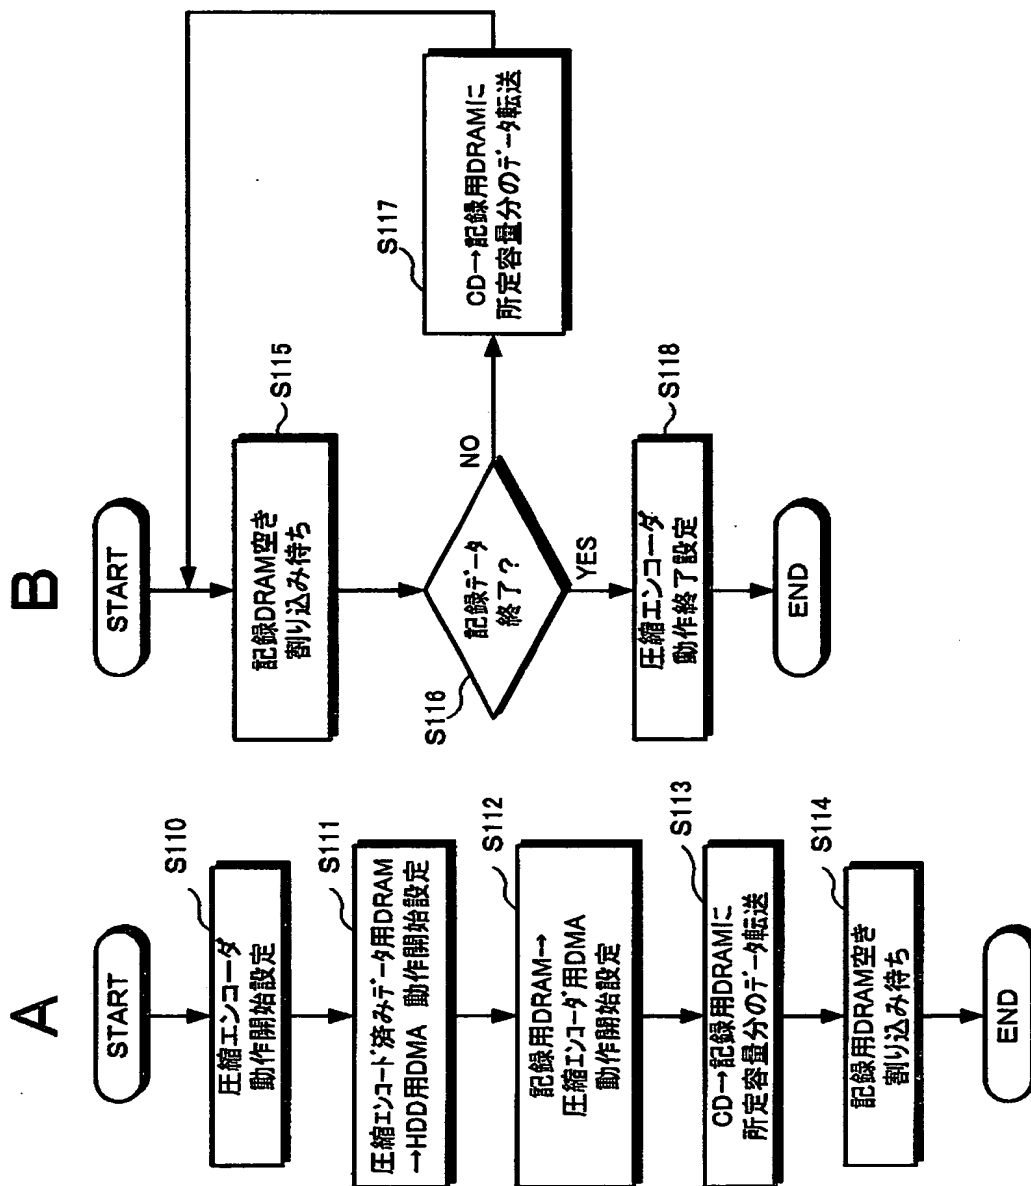 A
START
S110
圧縮エンコーダ
動作開始設定
S111
圧縮エンコード済みデータ用DRAM
→HDD用DMA 動作開始設定
S112
記録用DRAM→
圧縮エンコーダ用DMA
動作開始設定
S113
CD→記録用DRAMに
所定容量分のデータ転送
S114
記録用DRAM空き
割り込み待ち
END
B
START
S115
記録DRAM空き
割り込み待ち
S116
記録データ
終了?
NO
YES
S117
CD→記録用DRAMに
所定容量分のデータ転送
S118
圧縮エンコーダ
動作終了設定
END